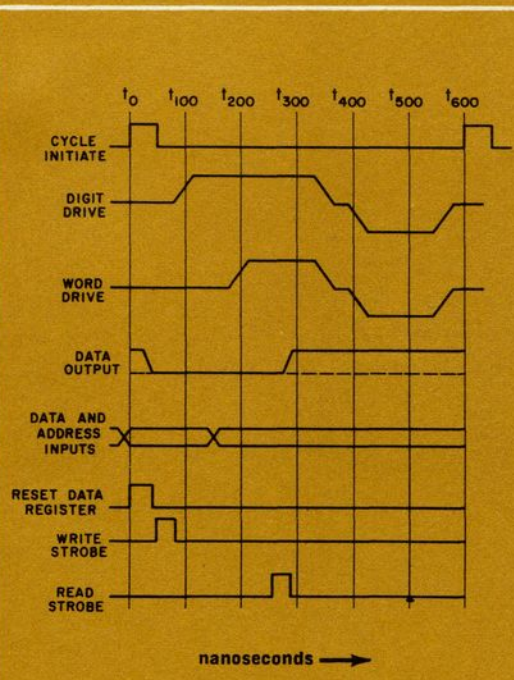 t0 t100 t200 t300 t400 t500 t600
CYCLE
INITIATE
DIGIT
DRIVE
WORD
DRIVE
DATA
OUTPUT
DATA AND
ADDRESS
INPUTS
RESET DATA
REGISTER
WRITE
STROBE
READ
STROBE
nanoseconds